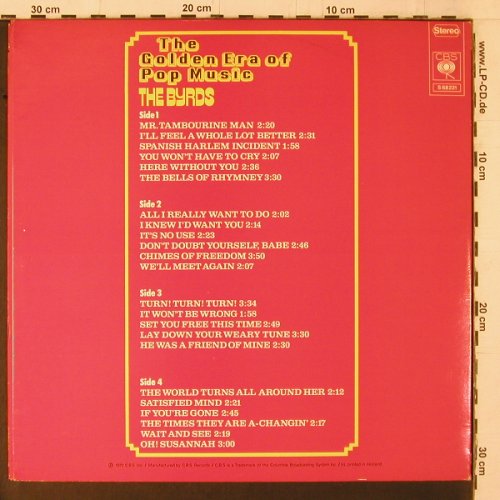 30 cm
20 cm
10 cm
The
Golden Era of
Pop Music
THE BYRDS
Stereo
CBS
S 68231
www.LP-CD.de
Side 1
MR. TAMBOURINE MAN 2:20
I'LL FEEL A WHOLE LOT BETTER 2:31
SPANISH HARLEM INCIDENT 1:58
YOU WON'T HAVE TO CRY 2:07
HERE WITHOUT YOU 2:36
THE BELLS OF RHYMNEY 3:30
10 cm
Side 2
ALL I REALLY WANT TO DO 2:02
I KNEW I'D WANT YOU 2:14
IT'S NO USE 2:23
DON'T DOUBT YOURSELF, BABE 2:46
CHIMES OF FREEDOM 3:50
WE'LL MEET AGAIN 2:07
Side 3
TURN! TURN! TURN! 3:34
IT WON'T BE WRONG 1:58
SET YOU FREE THIS TIME 2:49
LAY DOWN YOUR WEARY TUNE 3:30
HE WAS A FRIEND OF MINE 2:30
20 cm
Side 4
THE WORLD TURNS ALL AROUND HER 2:12
SATISFIED MIND 2:21
IF YOU'RE GONE 2:45
THE TIMES THEY ARE A-CHANGIN' 2:17
WAIT AND SEE 2:19
OH! SUSANNAH 3:00
30 cm